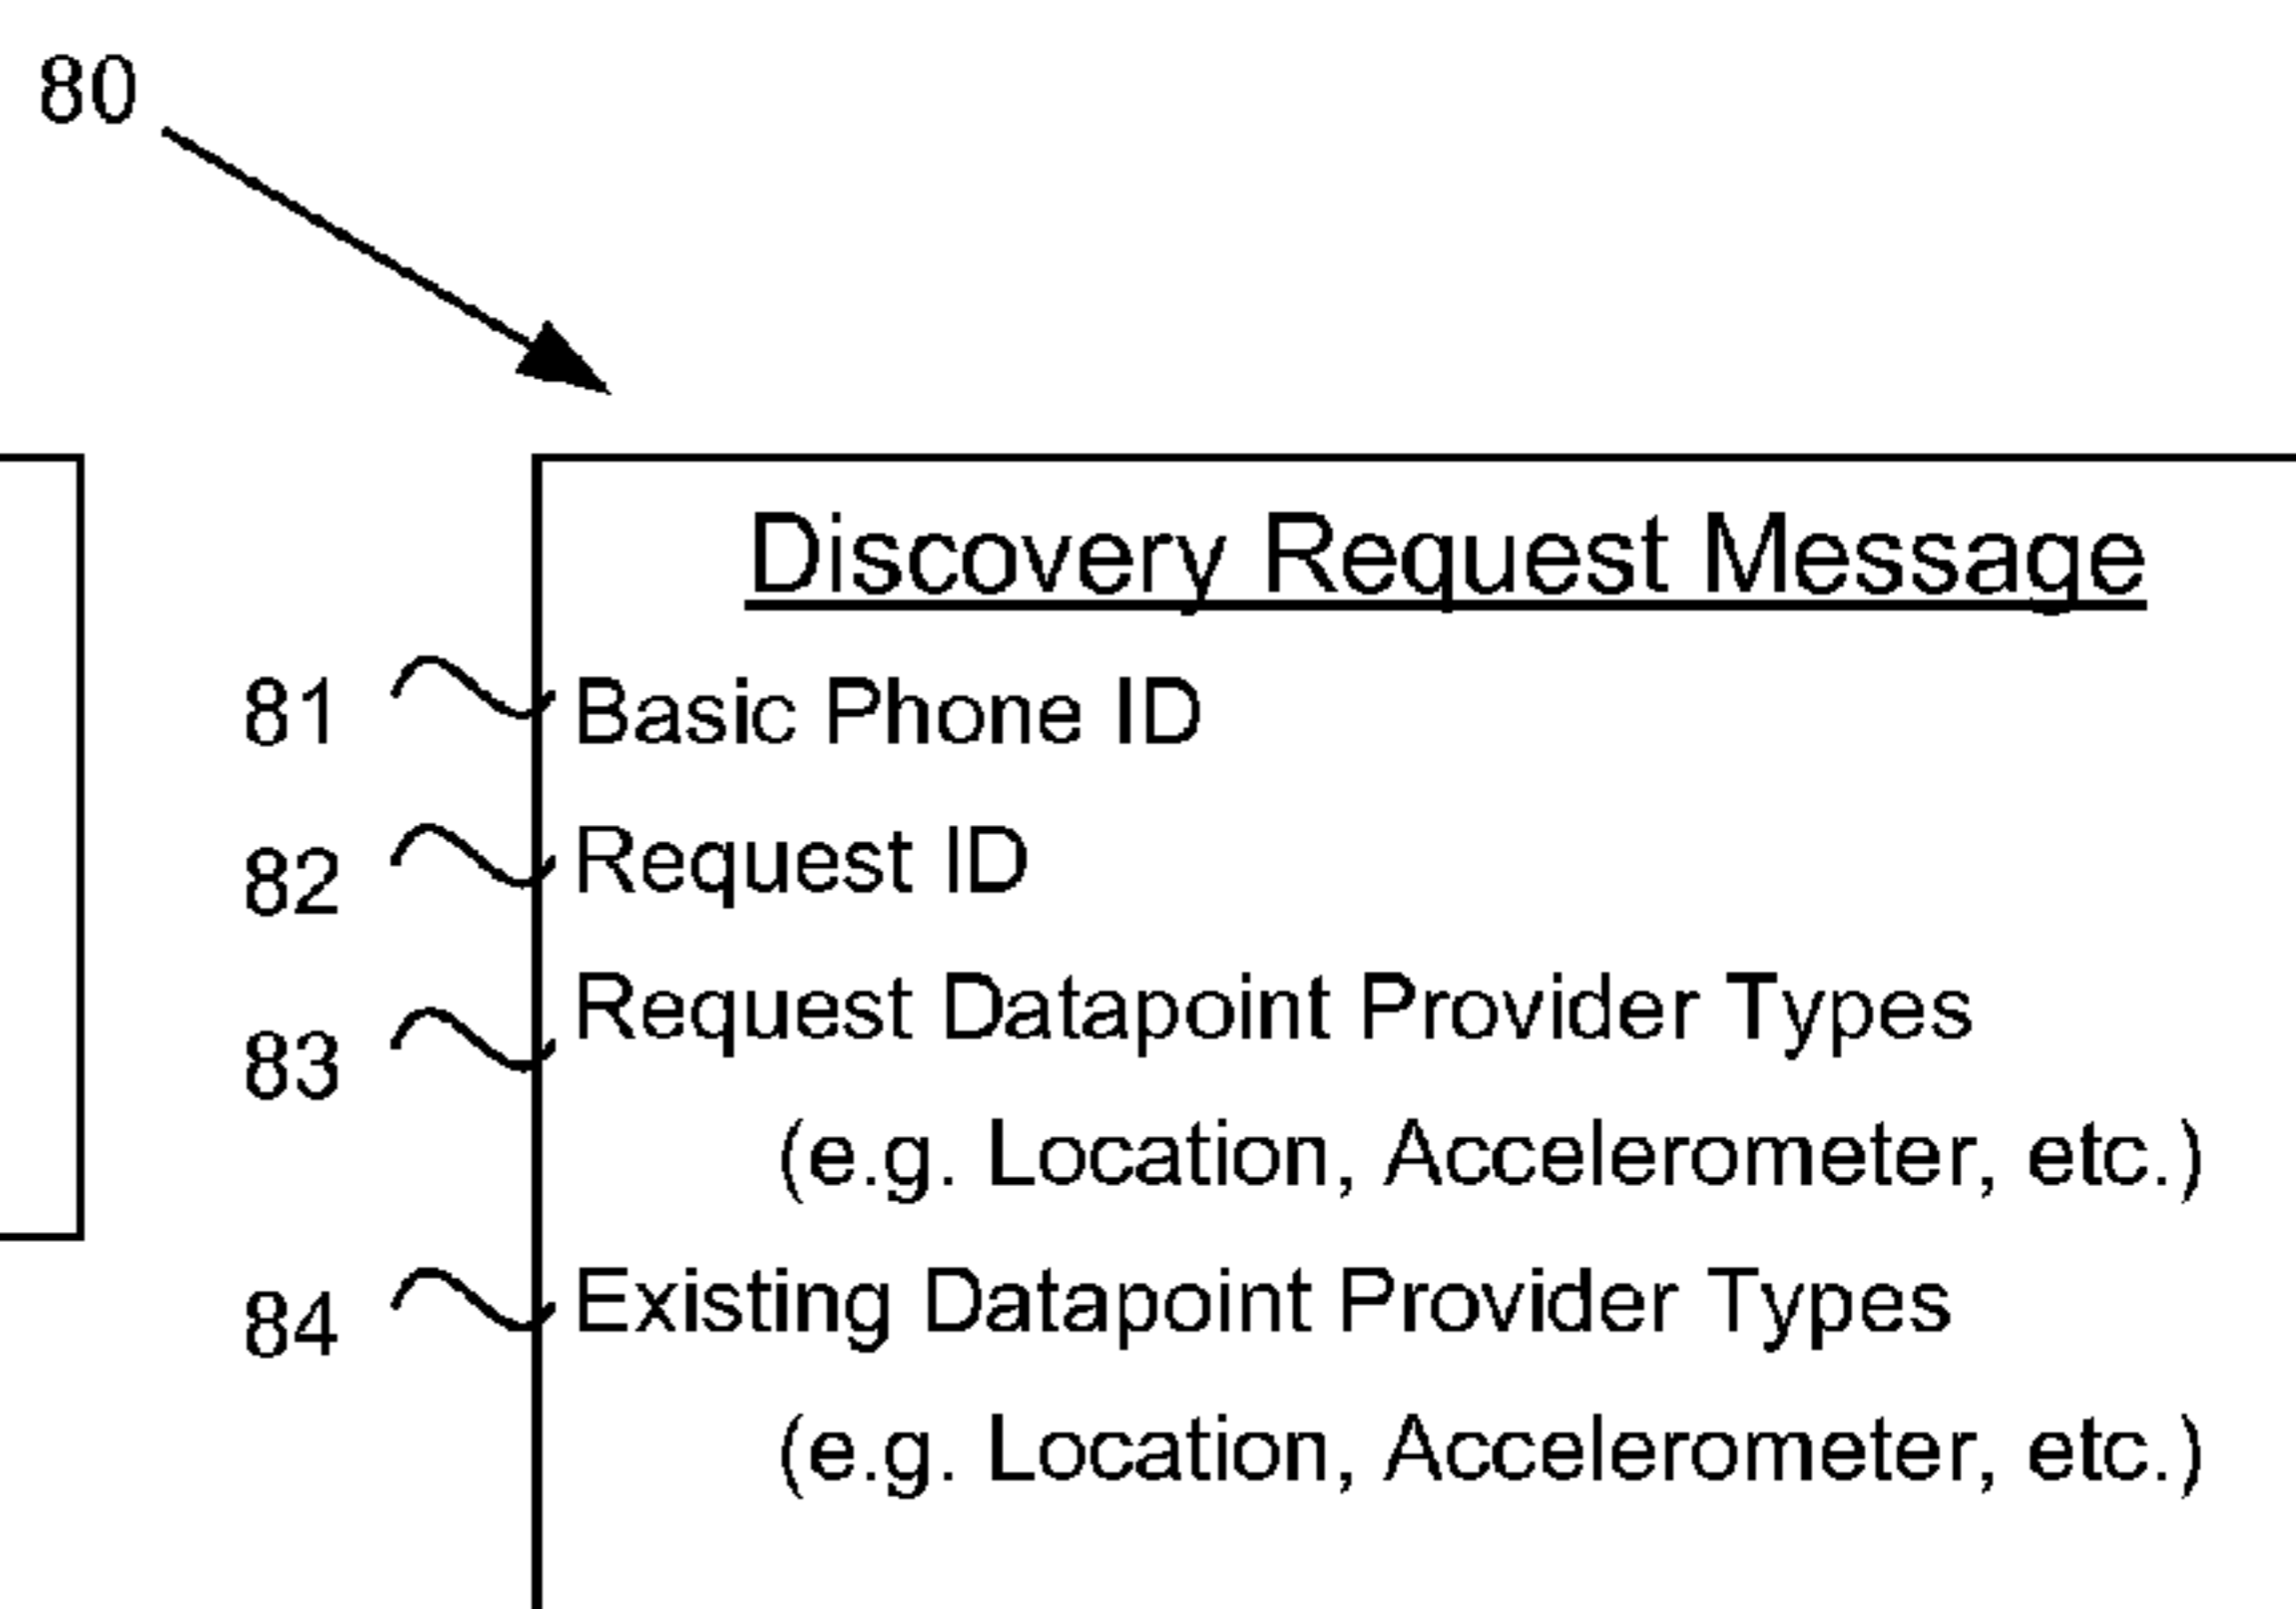 80
Discovery Request Message
81 Basic Phone ID
82 Request ID
83 Request Datapoint Provider Types
(e.g. Location, Accelerometer, etc.)
84 Existing Datapoint Provider Types
(e.g. Location, Accelerometer, etc.)